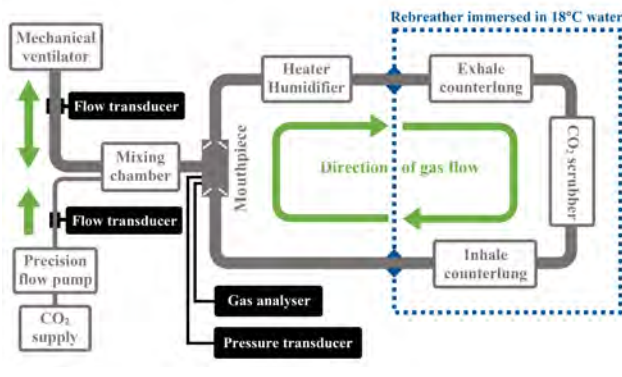 Rebreather immersed in 18°C water
Mechanical
ventilator
Heater
Humidifier
Exhale
counterlung
Flow transducer
Mixing
chamber
Mouthpiece
Direction of gas flow
CO₂ scrubber
Flow transducer
Precision
flow pump
Inhale
counterlung
Gas analyser
CO₂
supply
Pressure transducer